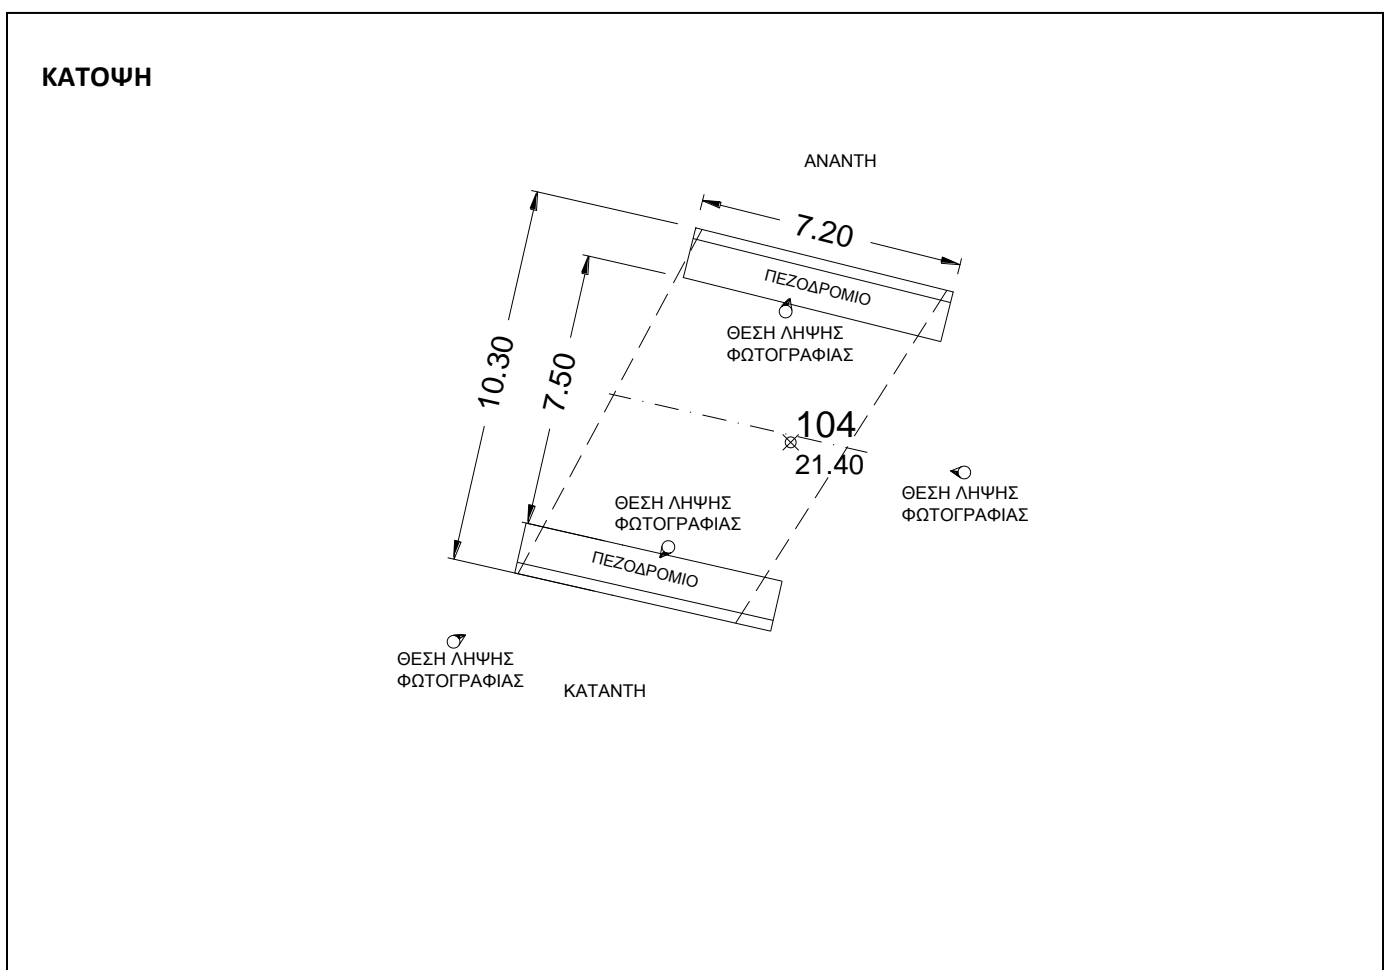 ΚΑΤΟΨΗ
ΑΝΑΝΤΗ
7.20
ΠΕΖΟΔΡΟΜΙΟ
ΘΕΣΗ ΛΗΨΗΣ
ΦΩΤΟΓΡΑΦΙΑΣ
10.30
7.50
104
21.40
ΘΕΣΗ ΛΗΨΗΣ
ΦΩΤΟΓΡΑΦΙΑΣ
ΘΕΣΗ ΛΗΨΗΣ
ΦΩΤΟΓΡΑΦΙΑΣ
ΠΕΖΟΔΡΟΜΙΟ
ΘΕΣΗ ΛΗΨΗΣ
ΦΩΤΟΓΡΑΦΙΑΣ
ΚΑΤΑΝΤΗ